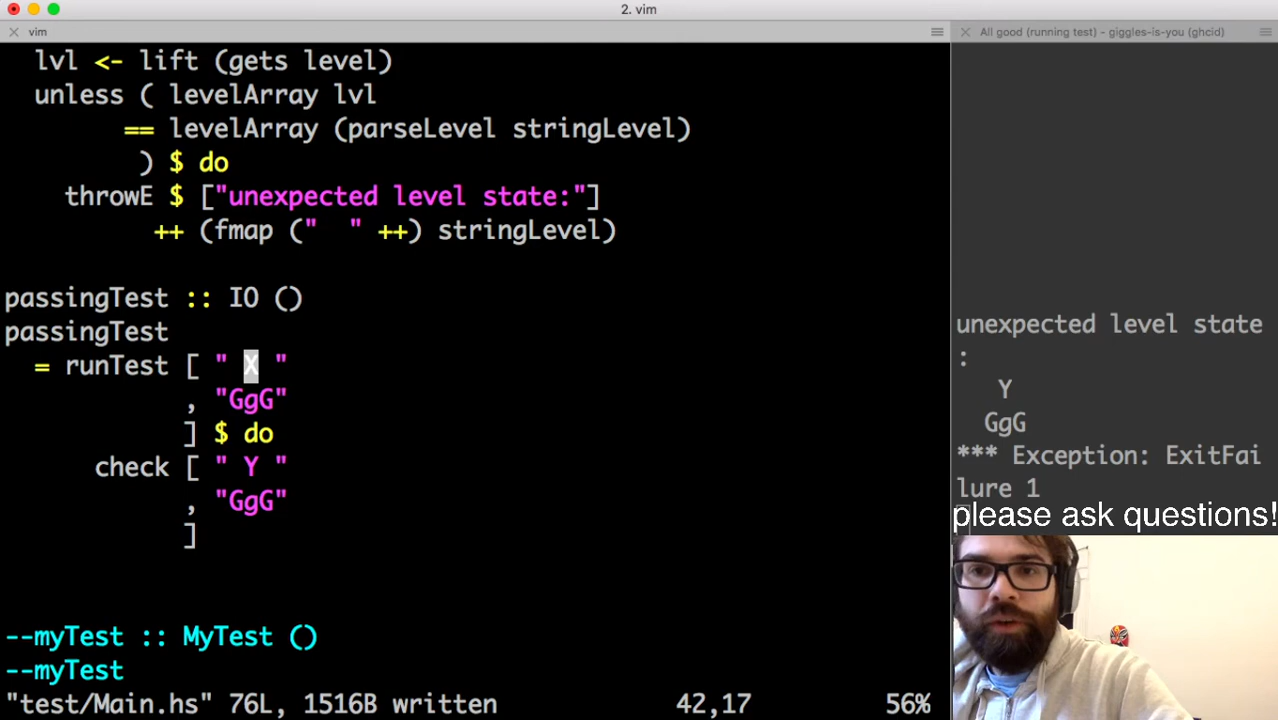 2. vim
vim
All good (running test) - giggles-is-you (ghcid)
lvl <- lift (gets level)
unless ( levelArray lvl
== levelArray (parseLevel stringLevel)
) $ do
throwE $ ["unexpected level state:"]
++ (fmap ("  " ++) stringLevel)
passingTest :: IO ()
passingTest
= runTest [ " X "
, "GgG"
] $ do
check [ " Y "
, "GgG"
]
--myTest :: MyTest ()
--myTest
"test/Main.hs" 76L, 1516B written 42,17 56%
unexpected level state
:
Y
GgG
*** Exception: ExitFai
lure 1
please ask questions!